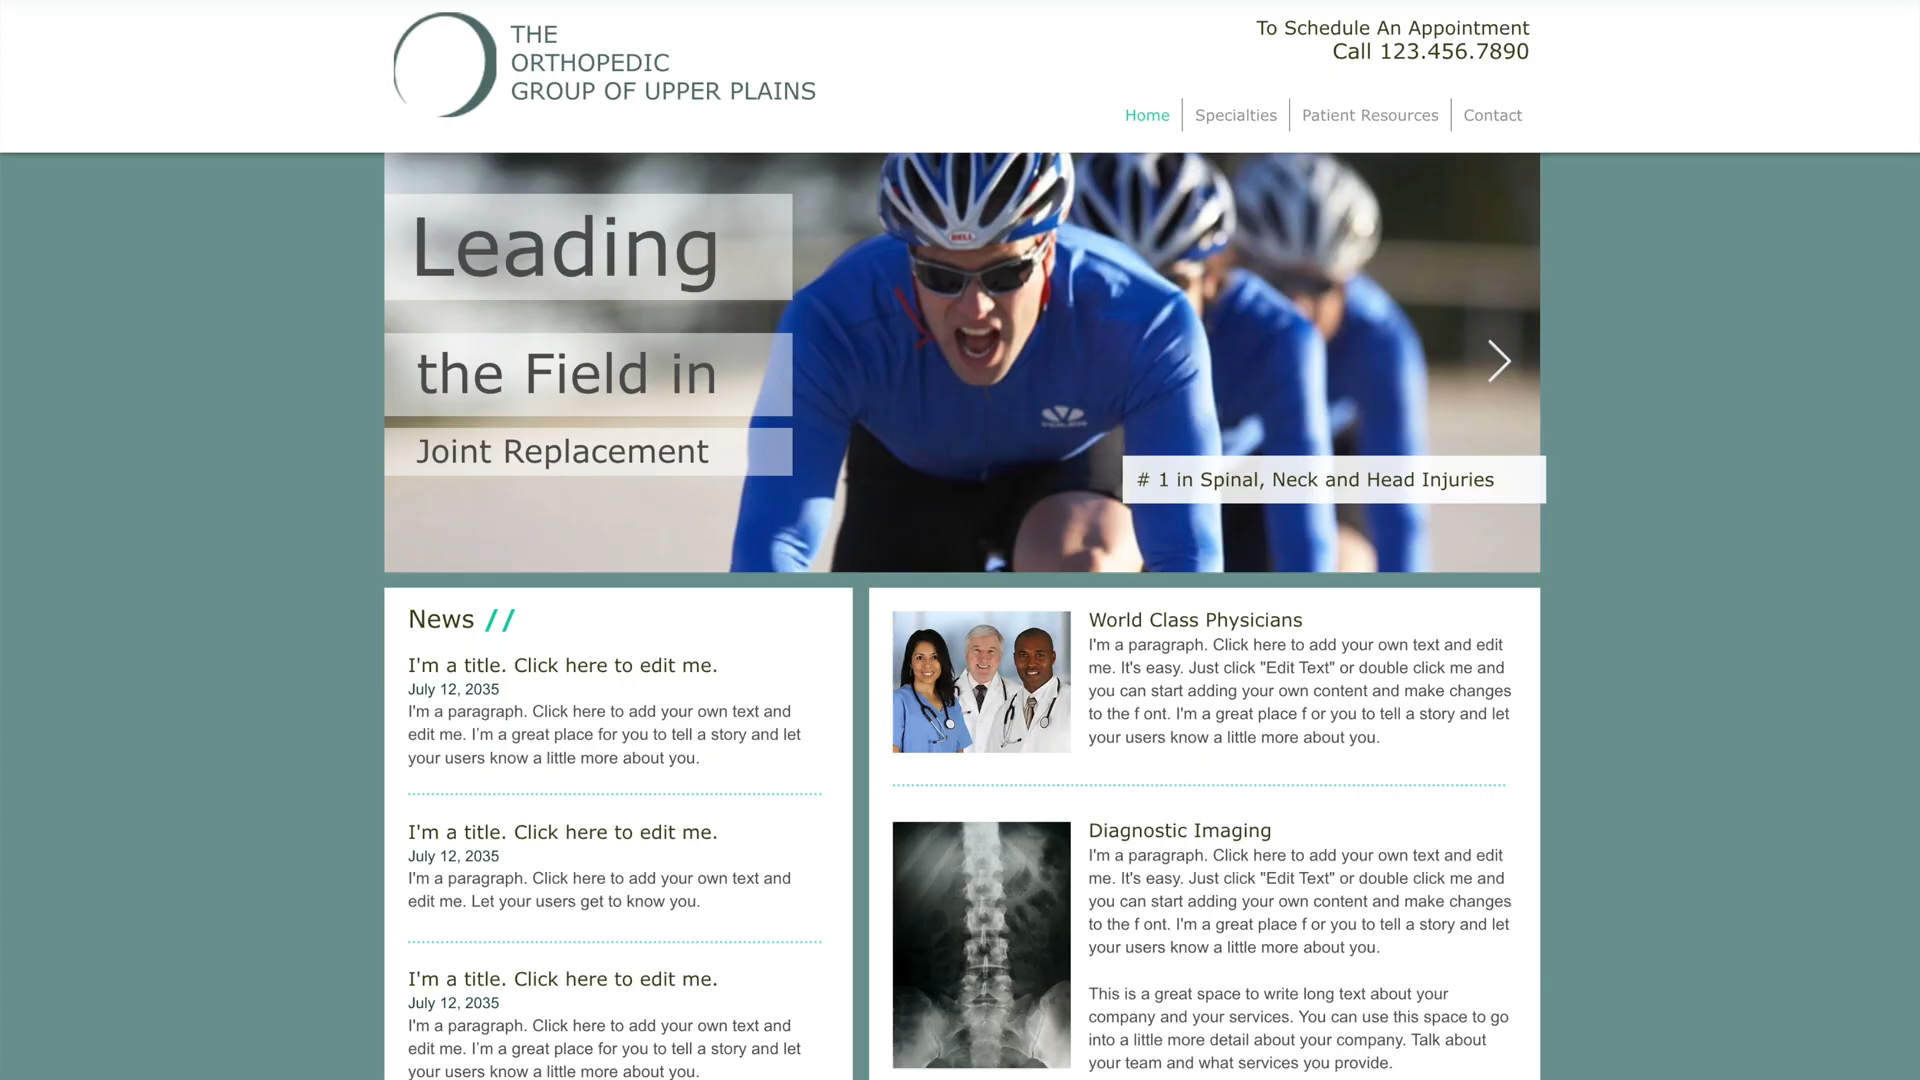 THE
ORTHOPEDIC
GROUP OF UPPER PLAINS
To Schedule An Appointment
Call 123.456.7890
Home
Specialties
Patient Resources
Contact
Leading
the Field in
Joint Replacement
BELL
# 1 in Spinal, Neck and Head Injuries
News //
I'm a title. Click here to edit me.
July 12, 2035
I'm a paragraph. Click here to add your own text and
edit me. I’m a great place for you to tell a story and let
your users know a little more about you.
I'm a title. Click here to edit me.
July 12, 2035
I'm a paragraph. Click here to add your own text and
edit me. Let your users get to know you.
I'm a title. Click here to edit me.
July 12, 2035
I'm a paragraph. Click here to add your own text and
edit me. I’m a great place for you to tell a story and let
your users know a little more about you.
World Class Physicians
I'm a paragraph. Click here to add your own text and edit
me. It's easy. Just click "Edit Text" or double click me and
you can start adding your own content and make changes
to the f ont. I'm a great place f or you to tell a story and let
your users know a little more about you.
Diagnostic Imaging
I'm a paragraph. Click here to add your own text and edit
me. It's easy. Just click "Edit Text" or double click me and
you can start adding your own content and make changes
to the f ont. I'm a great place f or you to tell a story and let
your users know a little more about you.
This is a great space to write long text about your
company and your services. You can use this space to go
into a little more detail about your company. Talk about
your team and what services you provide.